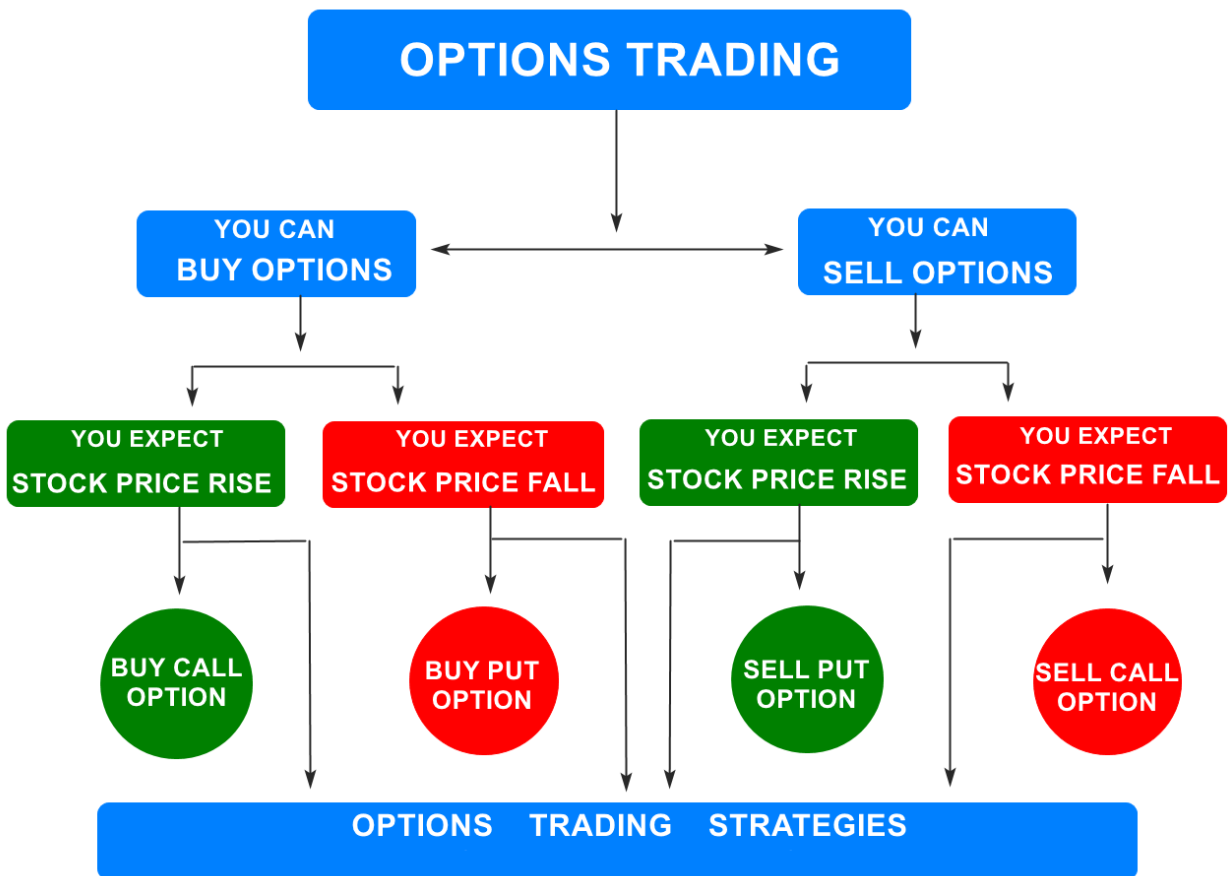 OPTIONS TRADING
YOU CAN
BUY OPTIONS
YOU CAN
SELL OPTIONS
YOU EXPECT
STOCK PRICE RISE
YOU EXPECT
STOCK PRICE FALL
YOU EXPECT
STOCK PRICE RISE
YOU EXPECT
STOCK PRICE FALL
BUY CALL
OPTION
BUY PUT
OPTION
SELL PUT
OPTION
SELL CALL
OPTION
OPTIONS TRADING STRATEGIES